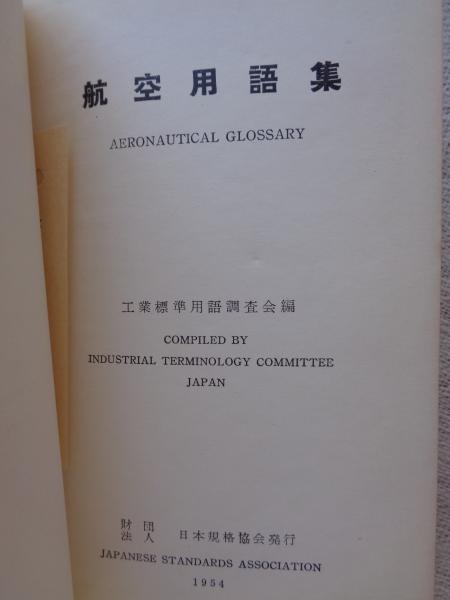 航空用語集
AERONAUTICAL GLOSSARY
工業標準用語調査会編
COMPILED BY
INDUSTRIAL TERMINOLOGY COMMITTEE
JAPAN
財団法人 日本規格協会発行
JAPANESE STANDARDS ASSOCIATION
1954